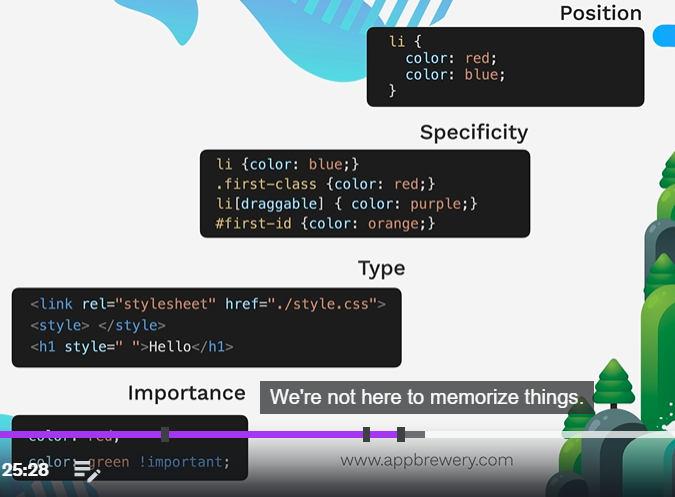 Position
li {
color: red;
color: blue;
}
Specificity
li {color: blue;}
.first-class {color: red;}
li[draggable] { color: purple;}
#first-id {color: orange;}
Type
<link rel="stylesheet" href="./style.css">
<style> </style>
<h1 style=" ">Hello</h1>
Importance
We're not here to memorize things.
color: red;
color: green !important;
25:28
www.appbrewery.com